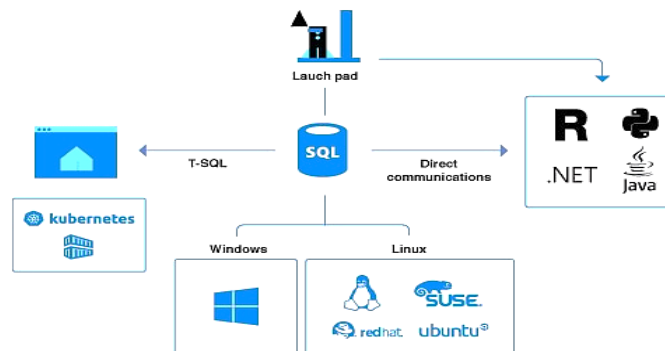 Lauch pad
R
SQL
T-SQL
Direct
communications
.NET
Java
kubernetes
Windows
Linux
SUSE
redhat
ubuntu